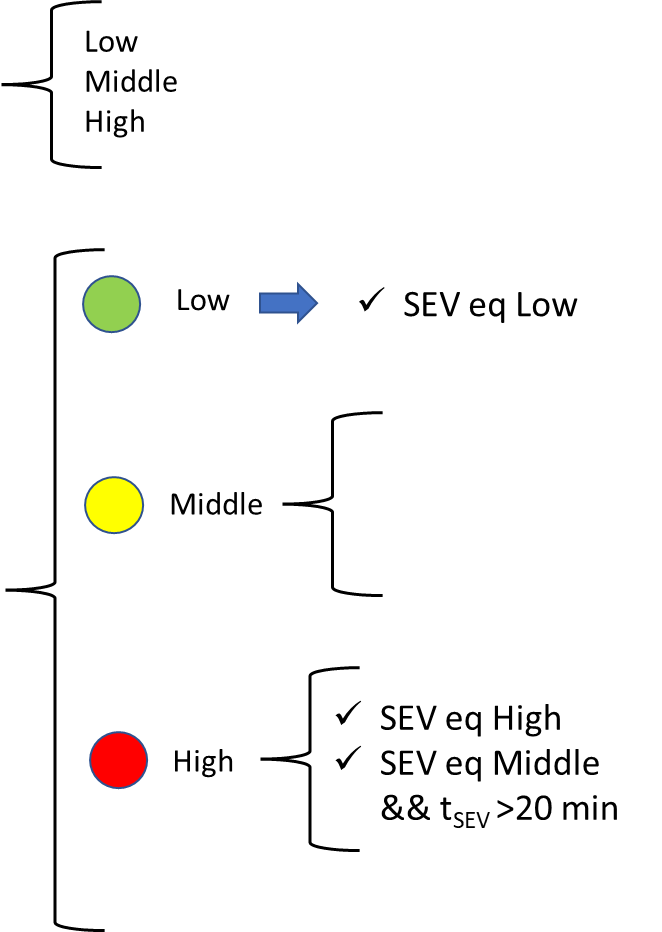 Low
Middle
High
Low
✓ SEV eq Low
Middle
High
✓ SEV eq High
✓ SEV eq Middle
&& tSEV >20 min